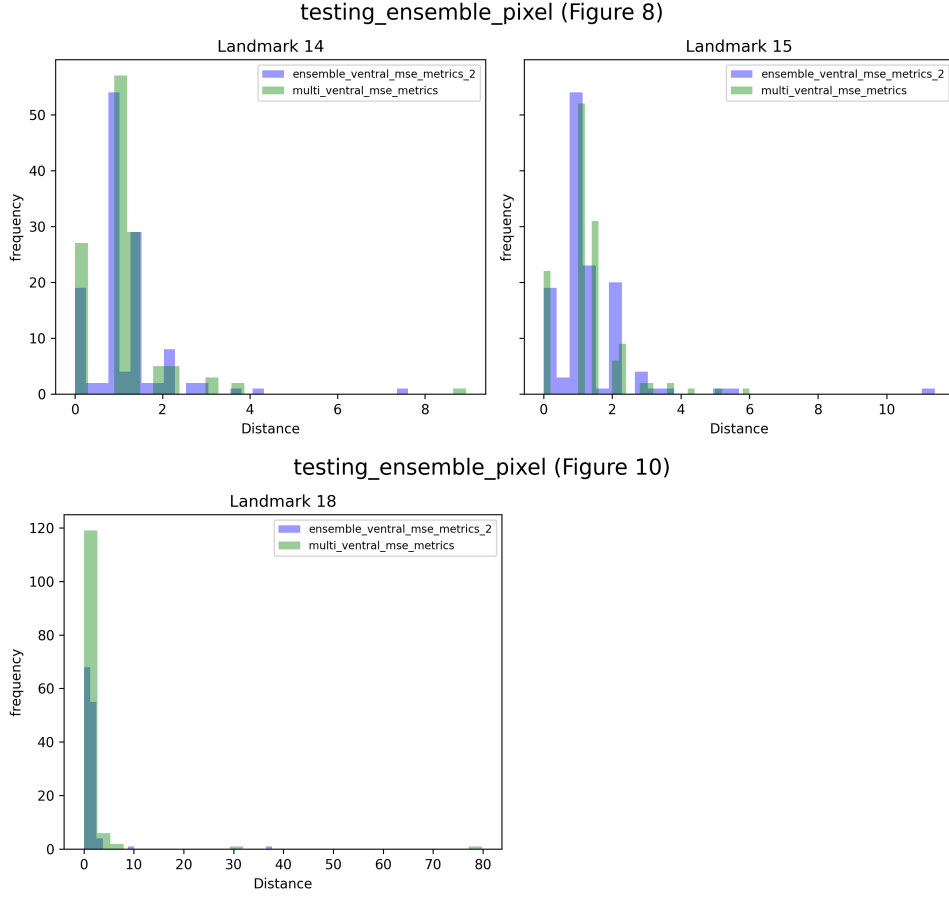 testing_ensemble_pixel (Figure 8)
Landmark 14
Landmark 15
ensemble_ventral_mse_metrics_2
multi_ventral_mse_metrics
ensemble_ventral_mse_metrics_2
multi_ventral_mse_metrics
frequency
50
40
30
20
10
0
0 2 4 6 8
Distance
frequency
0 2 4 6 8 10
Distance
testing_ensemble_pixel (Figure 10)
Landmark 18
ensemble_ventral_mse_metrics_2
multi_ventral_mse_metrics
frequency
120
100
80
60
40
20
0
0 10 20 30 40 50 60 70 80
Distance